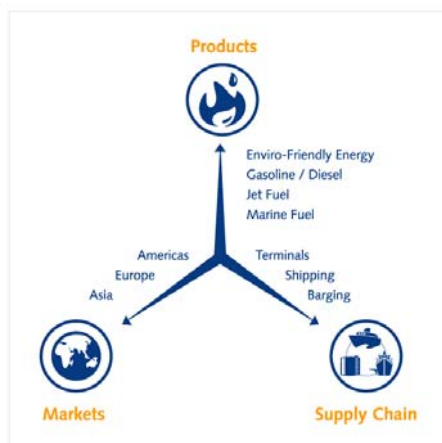 Products
Enviro-Friendly Energy
Gasoline / Diesel
Jet Fuel
Marine Fuel
Americas
Europe
Asia
Terminals
Shipping
Barging
Markets
Supply Chain